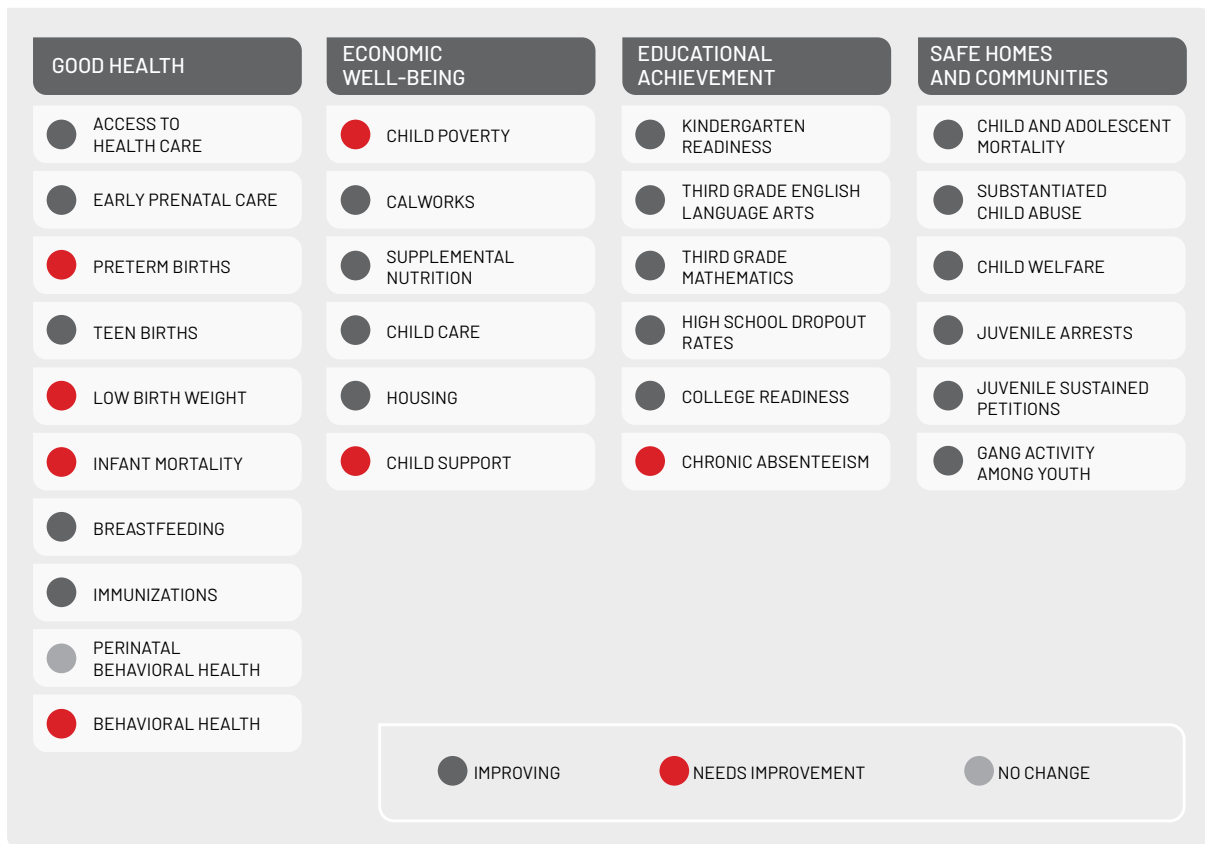 GOOD HEALTH
ACCESS TO
HEALTH CARE
EARLY PRENATAL CARE
PRETERM BIRTHS
TEEN BIRTHS
LOW BIRTH WEIGHT
INFANT MORTALITY
BREASTFEEDING
IMMUNIZATIONS
PERINATAL
BEHAVIORAL HEALTH
BEHAVIORAL HEALTH
ECONOMIC
WELL-BEING
CHILD POVERTY
CALWORKS
SUPPLEMENTAL
NUTRITION
CHILD CARE
HOUSING
CHILD SUPPORT
EDUCATIONAL
ACHIEVEMENT
KINDERGARTEN
READINESS
THIRD GRADE ENGLISH
LANGUAGE ARTS
THIRD GRADE
MATHEMATICS
HIGH SCHOOL DROPOUT
RATES
COLLEGE READINESS
CHRONIC ABSENTEEISM
SAFE HOMES
AND COMMUNITIES
CHILD AND ADOLESCENT
MORTALITY
SUBSTANTIATED
CHILD ABUSE
CHILD WELFARE
JUVENILE ARRESTS
JUVENILE SUSTAINED
PETITIONS
GANG ACTIVITY
AMONG YOUTH
IMPROVING
NEEDS IMPROVEMENT
NO CHANGE